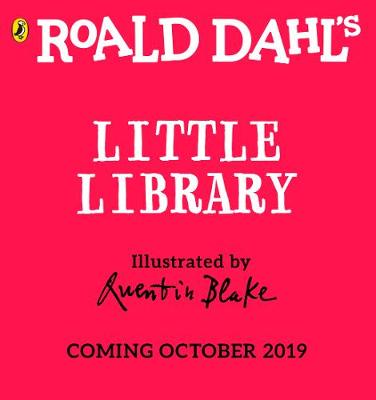 ROALD DAHL'S
LITTLE
LIBRARY
Illustrated by
Quentin Blake
COMING OCTOBER 2019